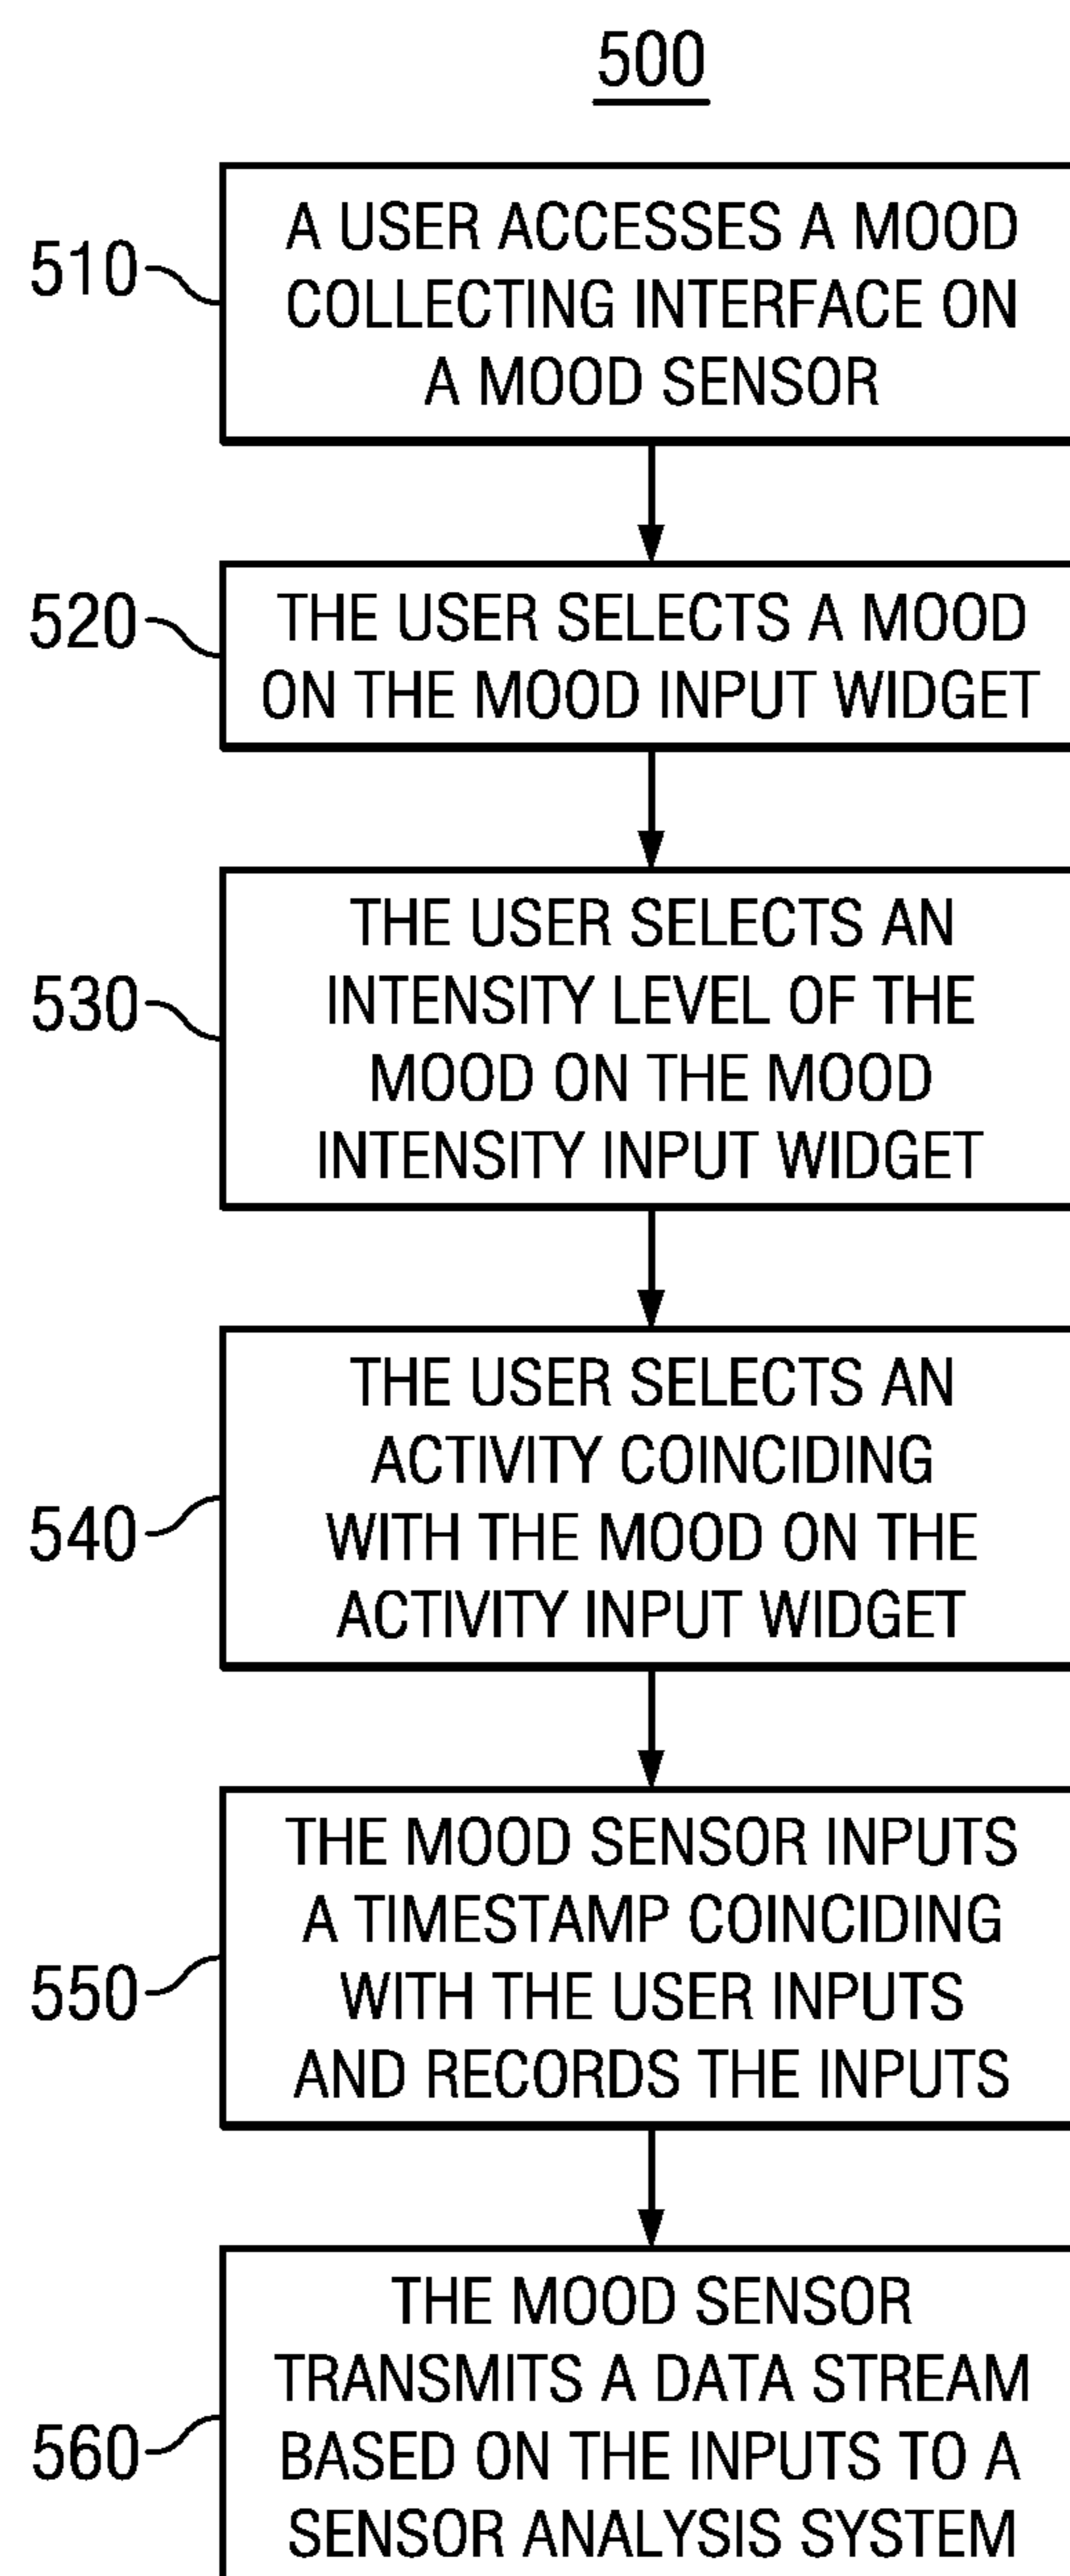 500
510
A USER ACCESSES A MOOD
COLLECTING INTERFACE ON
A MOOD SENSOR
520
THE USER SELECTS A MOOD
ON THE MOOD INPUT WIDGET
530
THE USER SELECTS AN
INTENSITY LEVEL OF THE
MOOD ON THE MOOD
INTENSITY INPUT WIDGET
540
THE USER SELECTS AN
ACTIVITY COINCIDING
WITH THE MOOD ON THE
ACTIVITY INPUT WIDGET
550
THE MOOD SENSOR INPUTS
A TIMESTAMP COINCIDING
WITH THE USER INPUTS
AND RECORDS THE INPUTS
560
THE MOOD SENSOR
TRANSMITS A DATA STREAM
BASED ON THE INPUTS TO A
SENSOR ANALYSIS SYSTEM